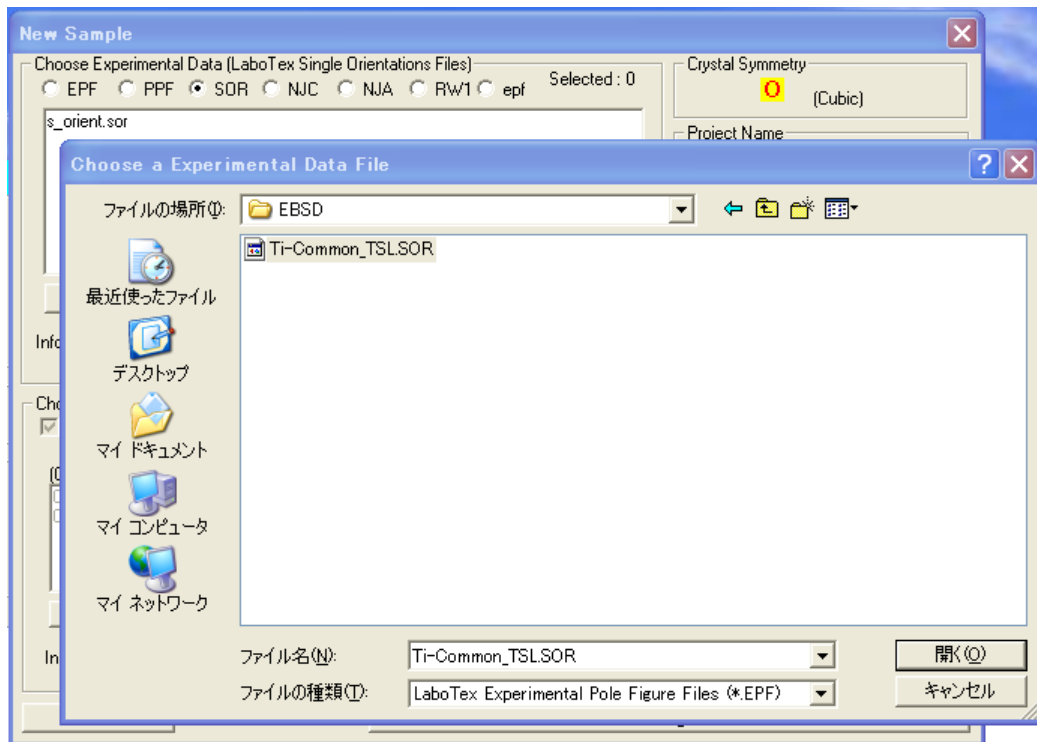 New Sample
Choose Experimental Data (LaboTex Single Orientations Files)
EPF PPF SOR NJC NJA RW1 epf Selected : 0
Crystal Symmetry
O (Cubic)
s_orient.sor
Project Name
Choose a Experimental Data File
ファイルの場所(I):
EBSD
Ti-Common_TSL.SOR
最近使ったファイル
デスクトップ
マイ ドキュメント
マイ コンピュータ
マイ ネットワーク
ファイル名(N):
Ti-Common_TSL.SOR
開く(O)
ファイルの種類(T):
LaboTex Experimental Pole Figure Files (*.EPF)
キャンセル